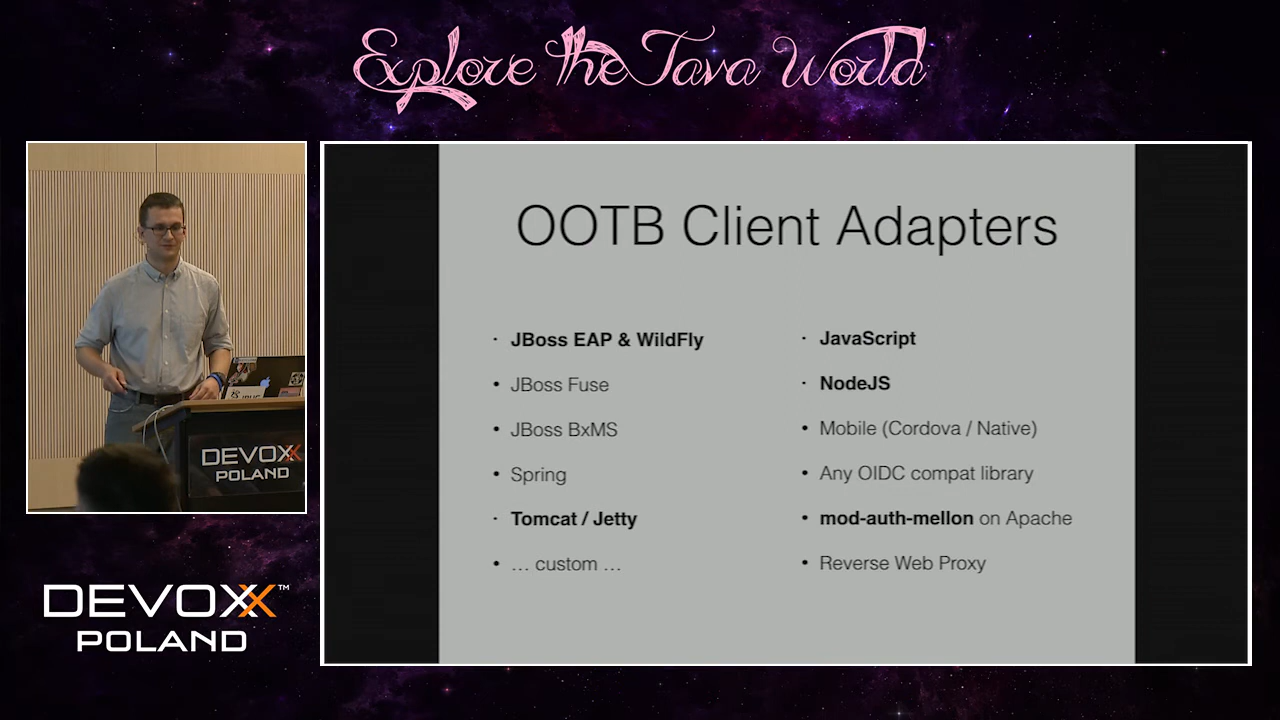 Explore the Java World
OOTB Client Adapters
· JBoss EAP & WildFly
• JBoss Fuse
• JBoss BxMS
• Spring
· Tomcat / Jetty
• … custom …
· JavaScript
· NodeJS
• Mobile (Cordova / Native)
• Any OIDC compat library
• mod-auth-mellon on Apache
• Reverse Web Proxy
DEVOXX
POLAND
DEVOXX™
POLAND